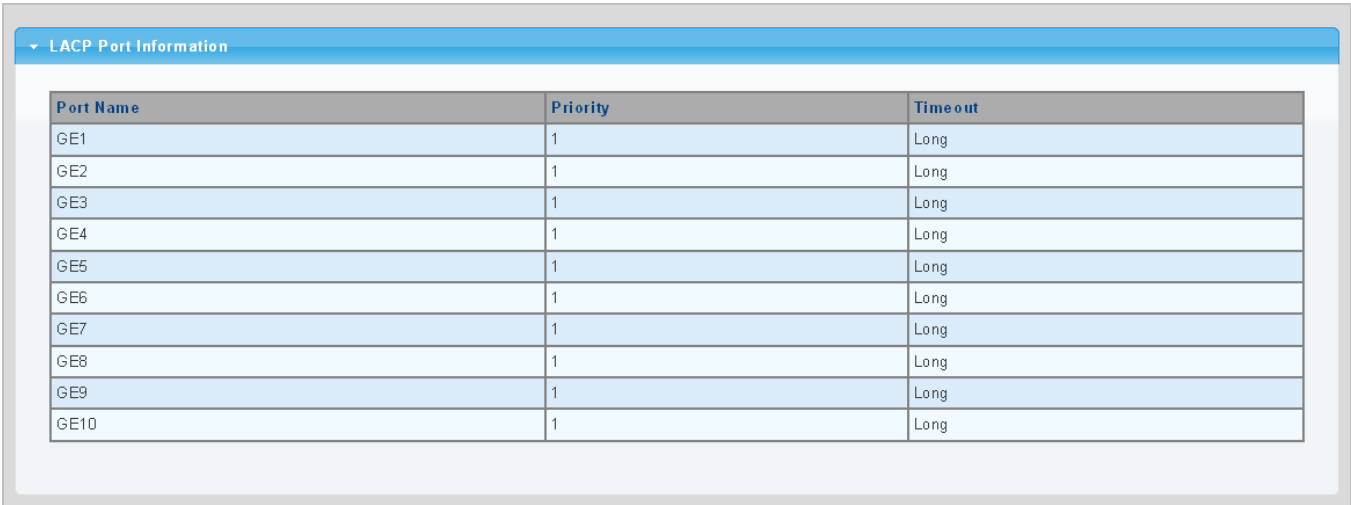 LACP Port Information
Port Name Priority Timeout
GE1 1 Long
GE2 1 Long
GE3 1 Long
GE4 1 Long
GE5 1 Long
GE6 1 Long
GE7 1 Long
GE8 1 Long
GE9 1 Long
GE10 1 Long